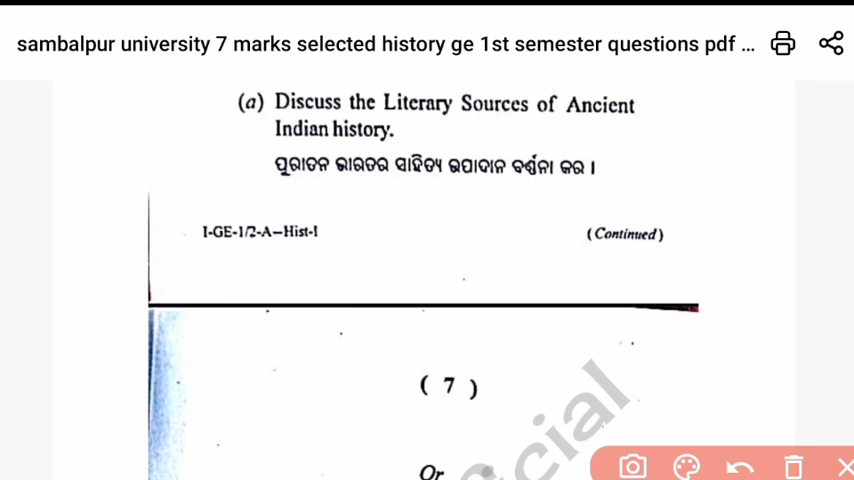 sambalpur university 7 marks selected history ge 1st semester questions pdf ...
(a) Discuss the Literary Sources of Ancient
Indian history.
ପୁରାତନ ଭାରତର ସାହିତ୍ୟ ଉପାଦାନ ବର୍ଣ୍ଣନା କର ।
I-GE-1/2-A–Hist-I
(Continued)
( 7 )
cial
Or